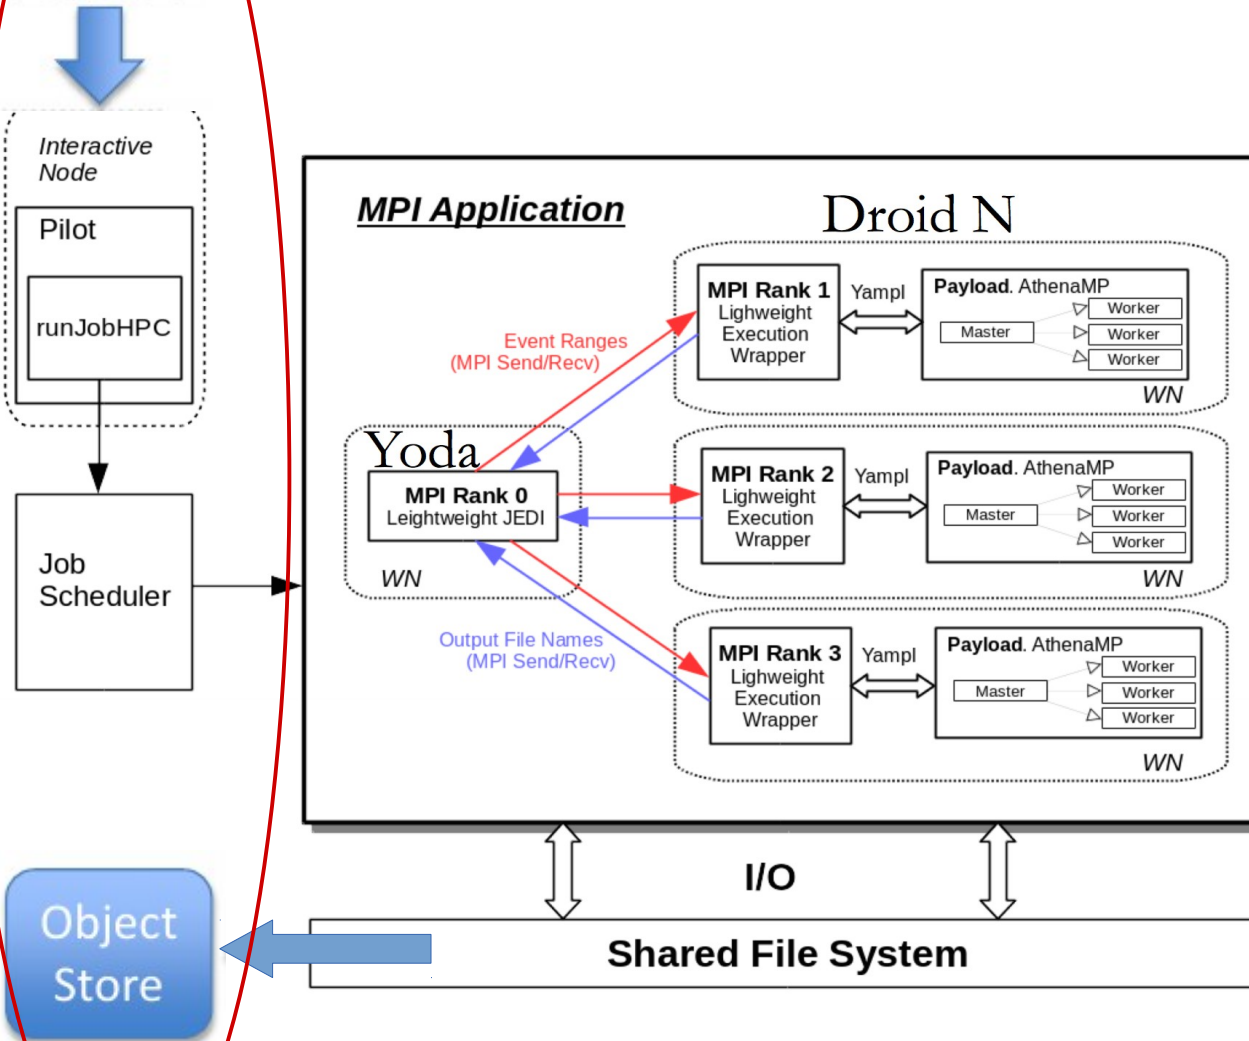 Interactive
Node
Pilot
runJobHPC
Job
Scheduler
Object
Store
MPI Application
Droid N
Event Ranges
(MPI Send/Recv)
Yoda
MPI Rank 0
Leightweight JEDI
WN
Output File Names
(MPI Send/Recv)
MPI Rank 1
Lighweight
Execution
Wrapper
Yampl
Payload. AthenaMP
Master
Worker
Worker
Worker
WN
MPI Rank 2
Lighweight
Execution
Wrapper
Yampl
Payload. AthenaMP
Master
Worker
Worker
Worker
WN
MPI Rank 3
Lighweight
Execution
Wrapper
Yampl
Payload. AthenaMP
Master
Worker
Worker
Worker
WN
I/O
Shared File System